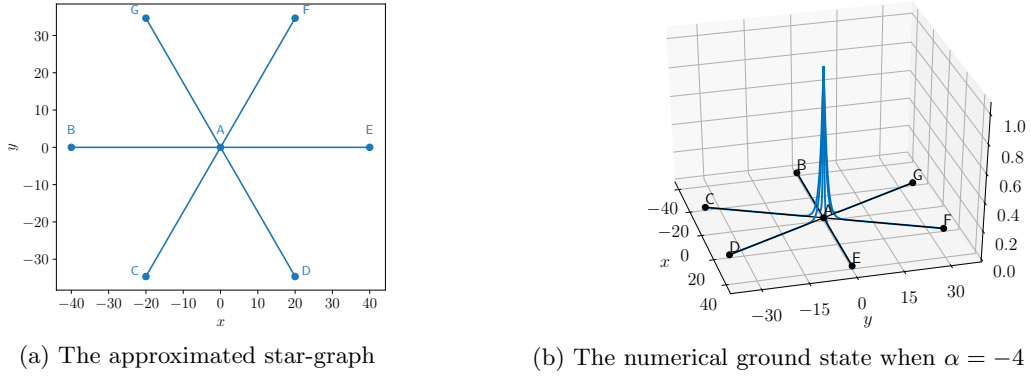 G F
30
20
10
B A E
y 0
−10
−20
−30
C D
−40 −30 −20 −10 0 10 20 30 40
x
(a) The approximated star-graph
1.0
0.8
0.6
0.4
0.2
0.0
B
G
C
A
F
D
E
−40
−20
x 0
20
40
−30 −15 0 15 30
y
(b) The numerical ground state when α = −4